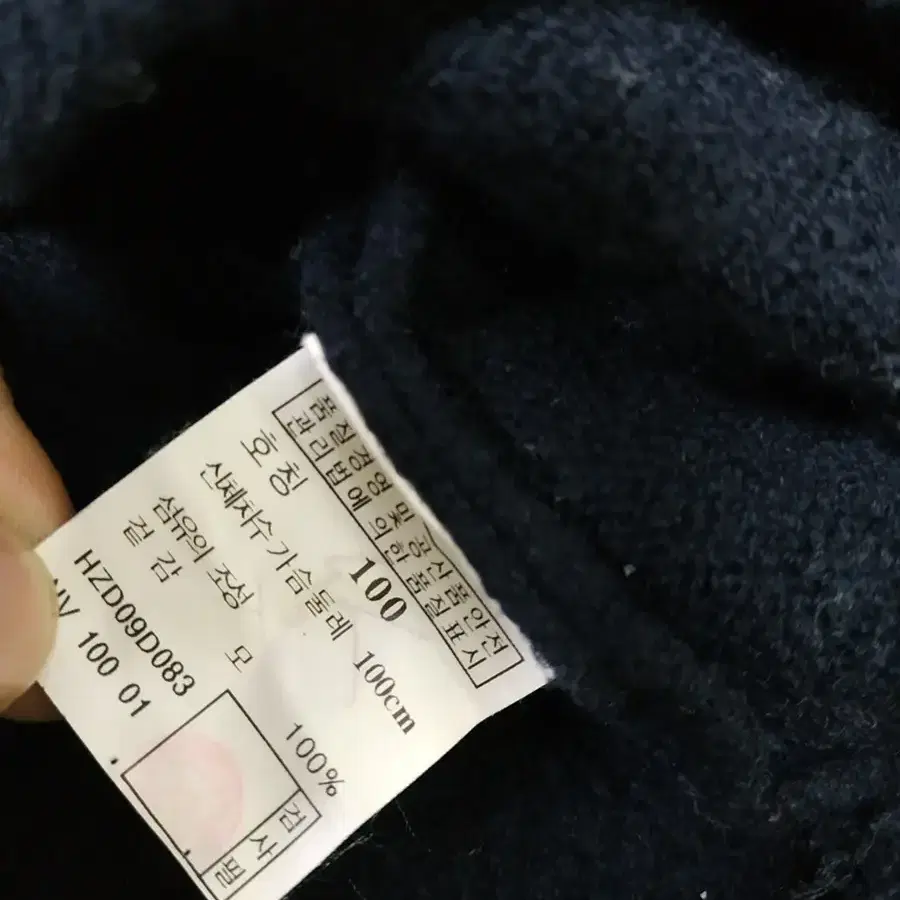 품질경영 및 공산품안전
관리법에 의한 품질표시
호칭 100
신체치수 가슴둘레 100cm
섬유의 조성
겉감 모 100%
HZD09D083
100 01
검사필